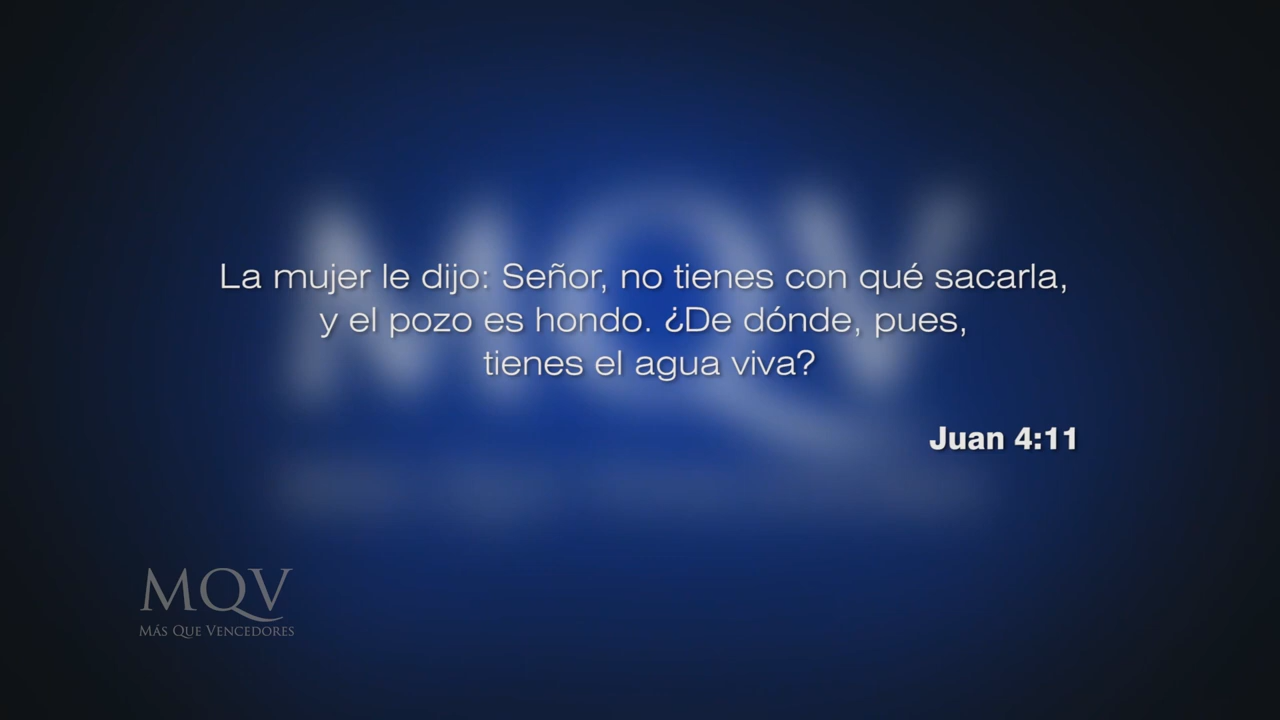 La mujer le dijo: Señor, no tienes con qué sacarla,
y el pozo es hondo. ¿De dónde, pues,
tienes el agua viva?
Juan 4:11
MQV
MÁS QUE VENCEDORES